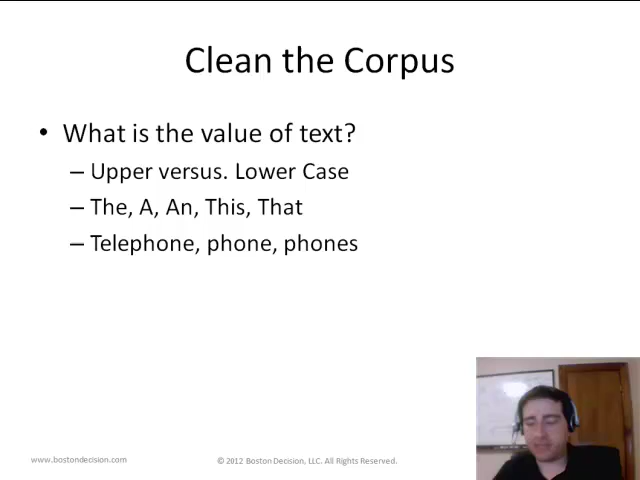 Clean the Corpus
• What is the value of text?
– Upper versus. Lower Case
– The, A, An, This, That
– Telephone, phone, phones
www.bostondecision.com
© 2012 Boston Decision, LLC. All Rights Reserved.